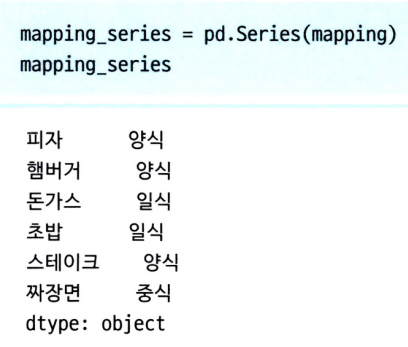 mapping_series = pd.Series(mapping)
mapping_series
피자 양식
햄버거 양식
돈가스 일식
초밥 일식
스테이크 양식
짜장면 중식
dtype: object